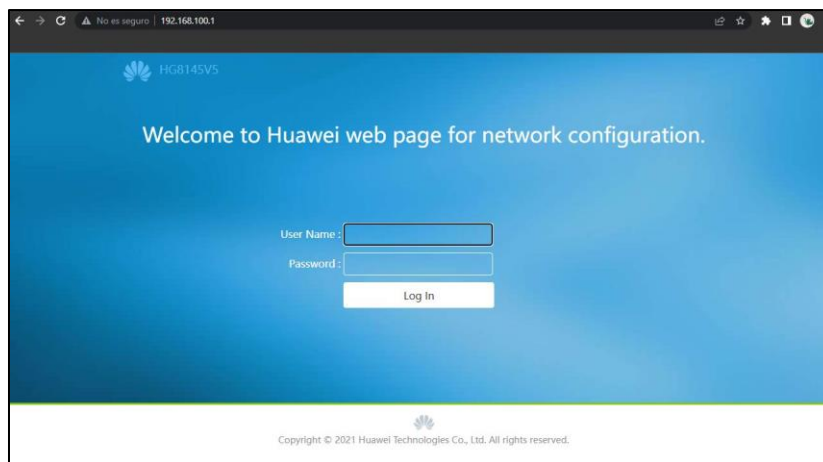 No es seguro | 192.168.100.1
HG8145V5
Welcome to Huawei web page for network configuration.
User Name :
Password :
Log In
Copyright © 2021 Huawei Technologies Co., Ltd. All rights reserved.